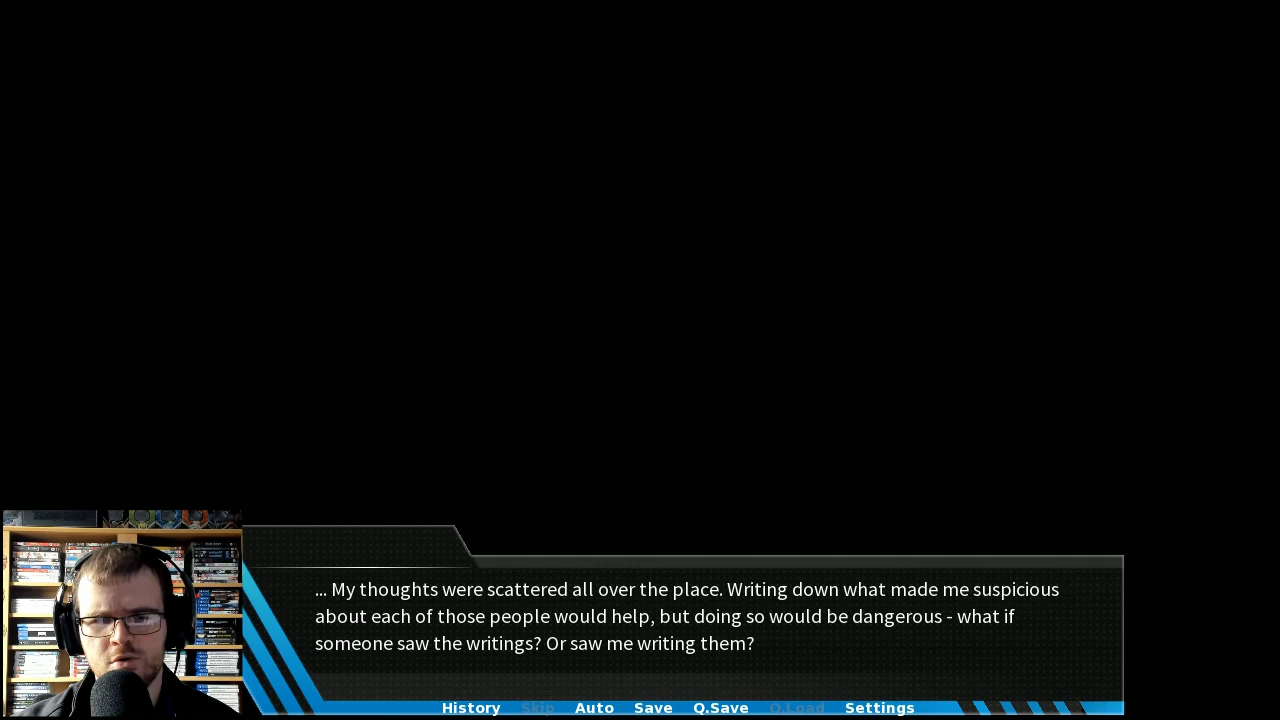 ... My thoughts were scattered all over the place. Writing down what made me suspicious
about each of those people would help, but doing so would be dangerous - what if
someone saw the writings? Or saw me writing them?
History Skip Auto Save Q.Save Q.Load Settings